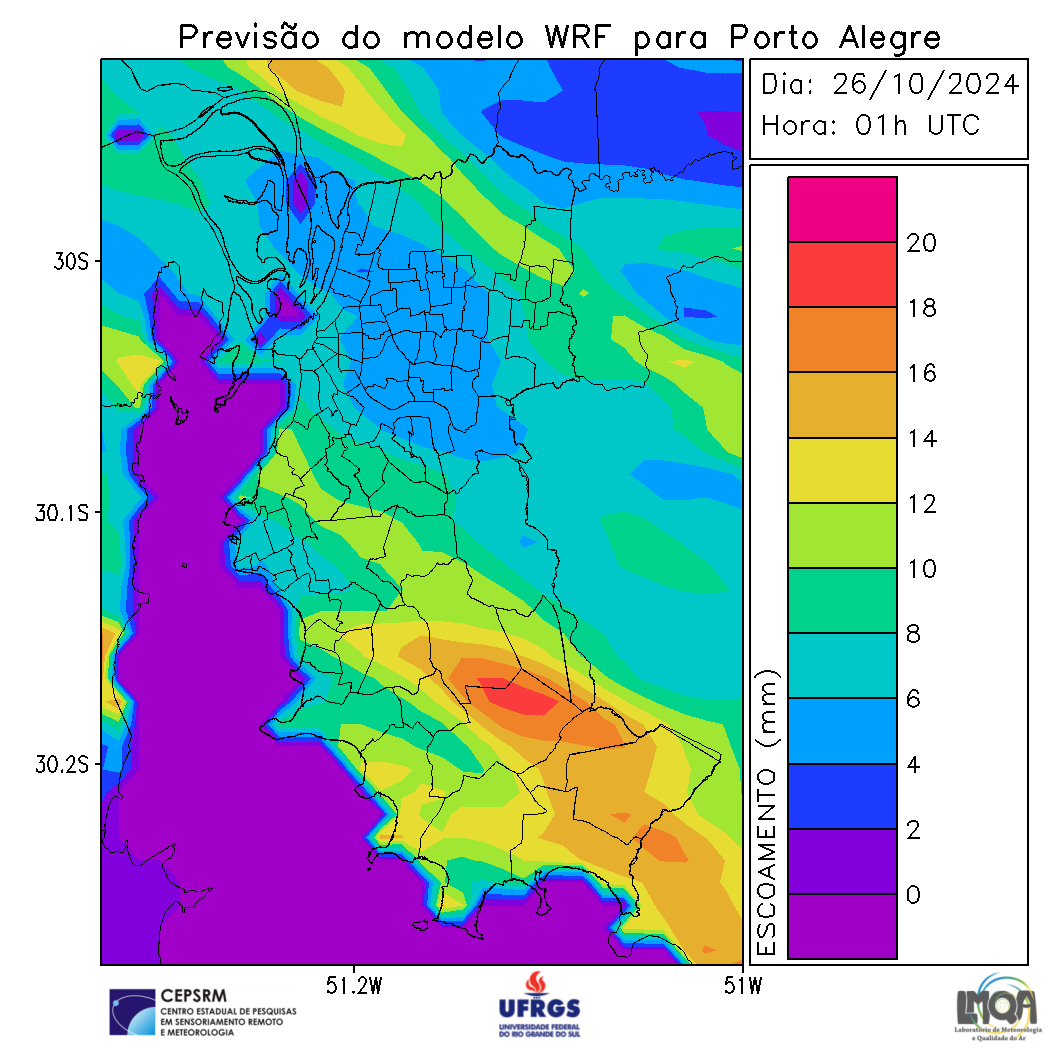 Previsão do modelo WRF para Porto Alegre
Dia: 26/10/2024
Hora: 01h UTC
30S
30.1S
30.2S
51.2W
51W
20
18
16
14
12
10
8
6
4
2
0
ESCOAMENTO (mm)
CEPSRM
CENTRO ESTADUAL DE PESQUISAS
EM SENSORIAMENTO REMOTO
E METEOROLOGIA
UFRGS
UNIVERSIDADE FEDERAL
DO RIO GRANDE DO SUL
LMQA
Laboratório de Meteorologia
e Qualidade do Ar